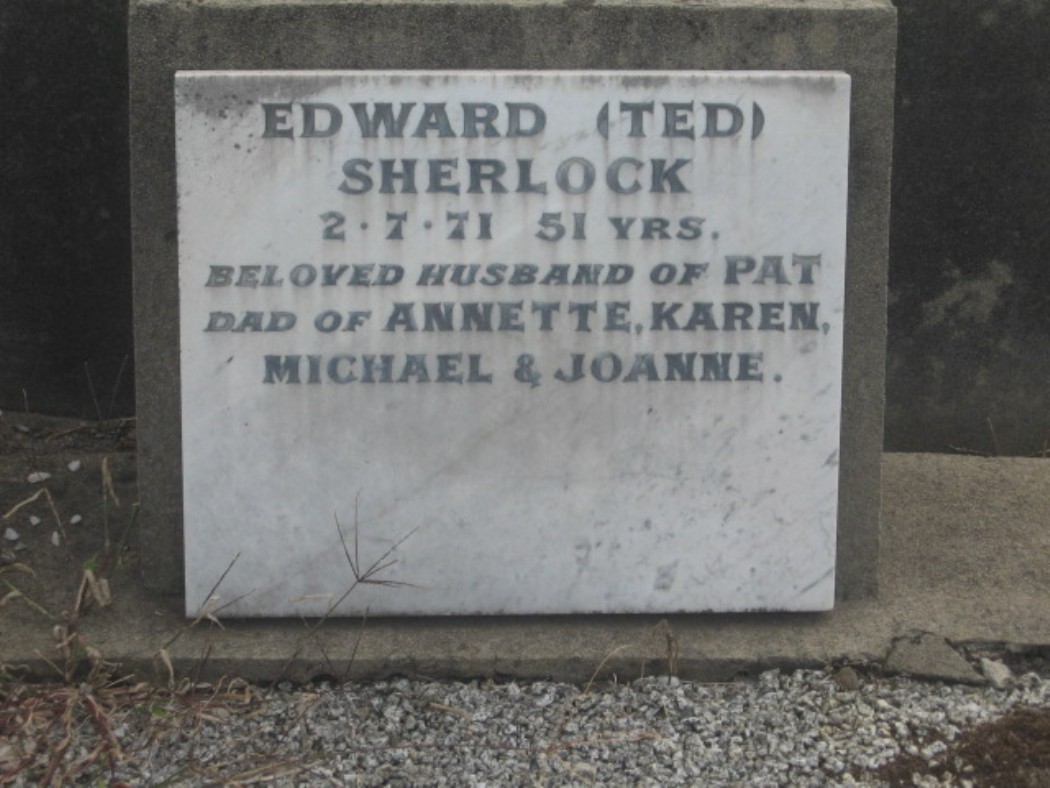 EDWARD (TED)
SHERLOCK
2·7·71 51 YRS.
BELOVED HUSBAND OF PAT
DAD OF ANNETTE, KAREN,
MICHAEL & JOANNE.